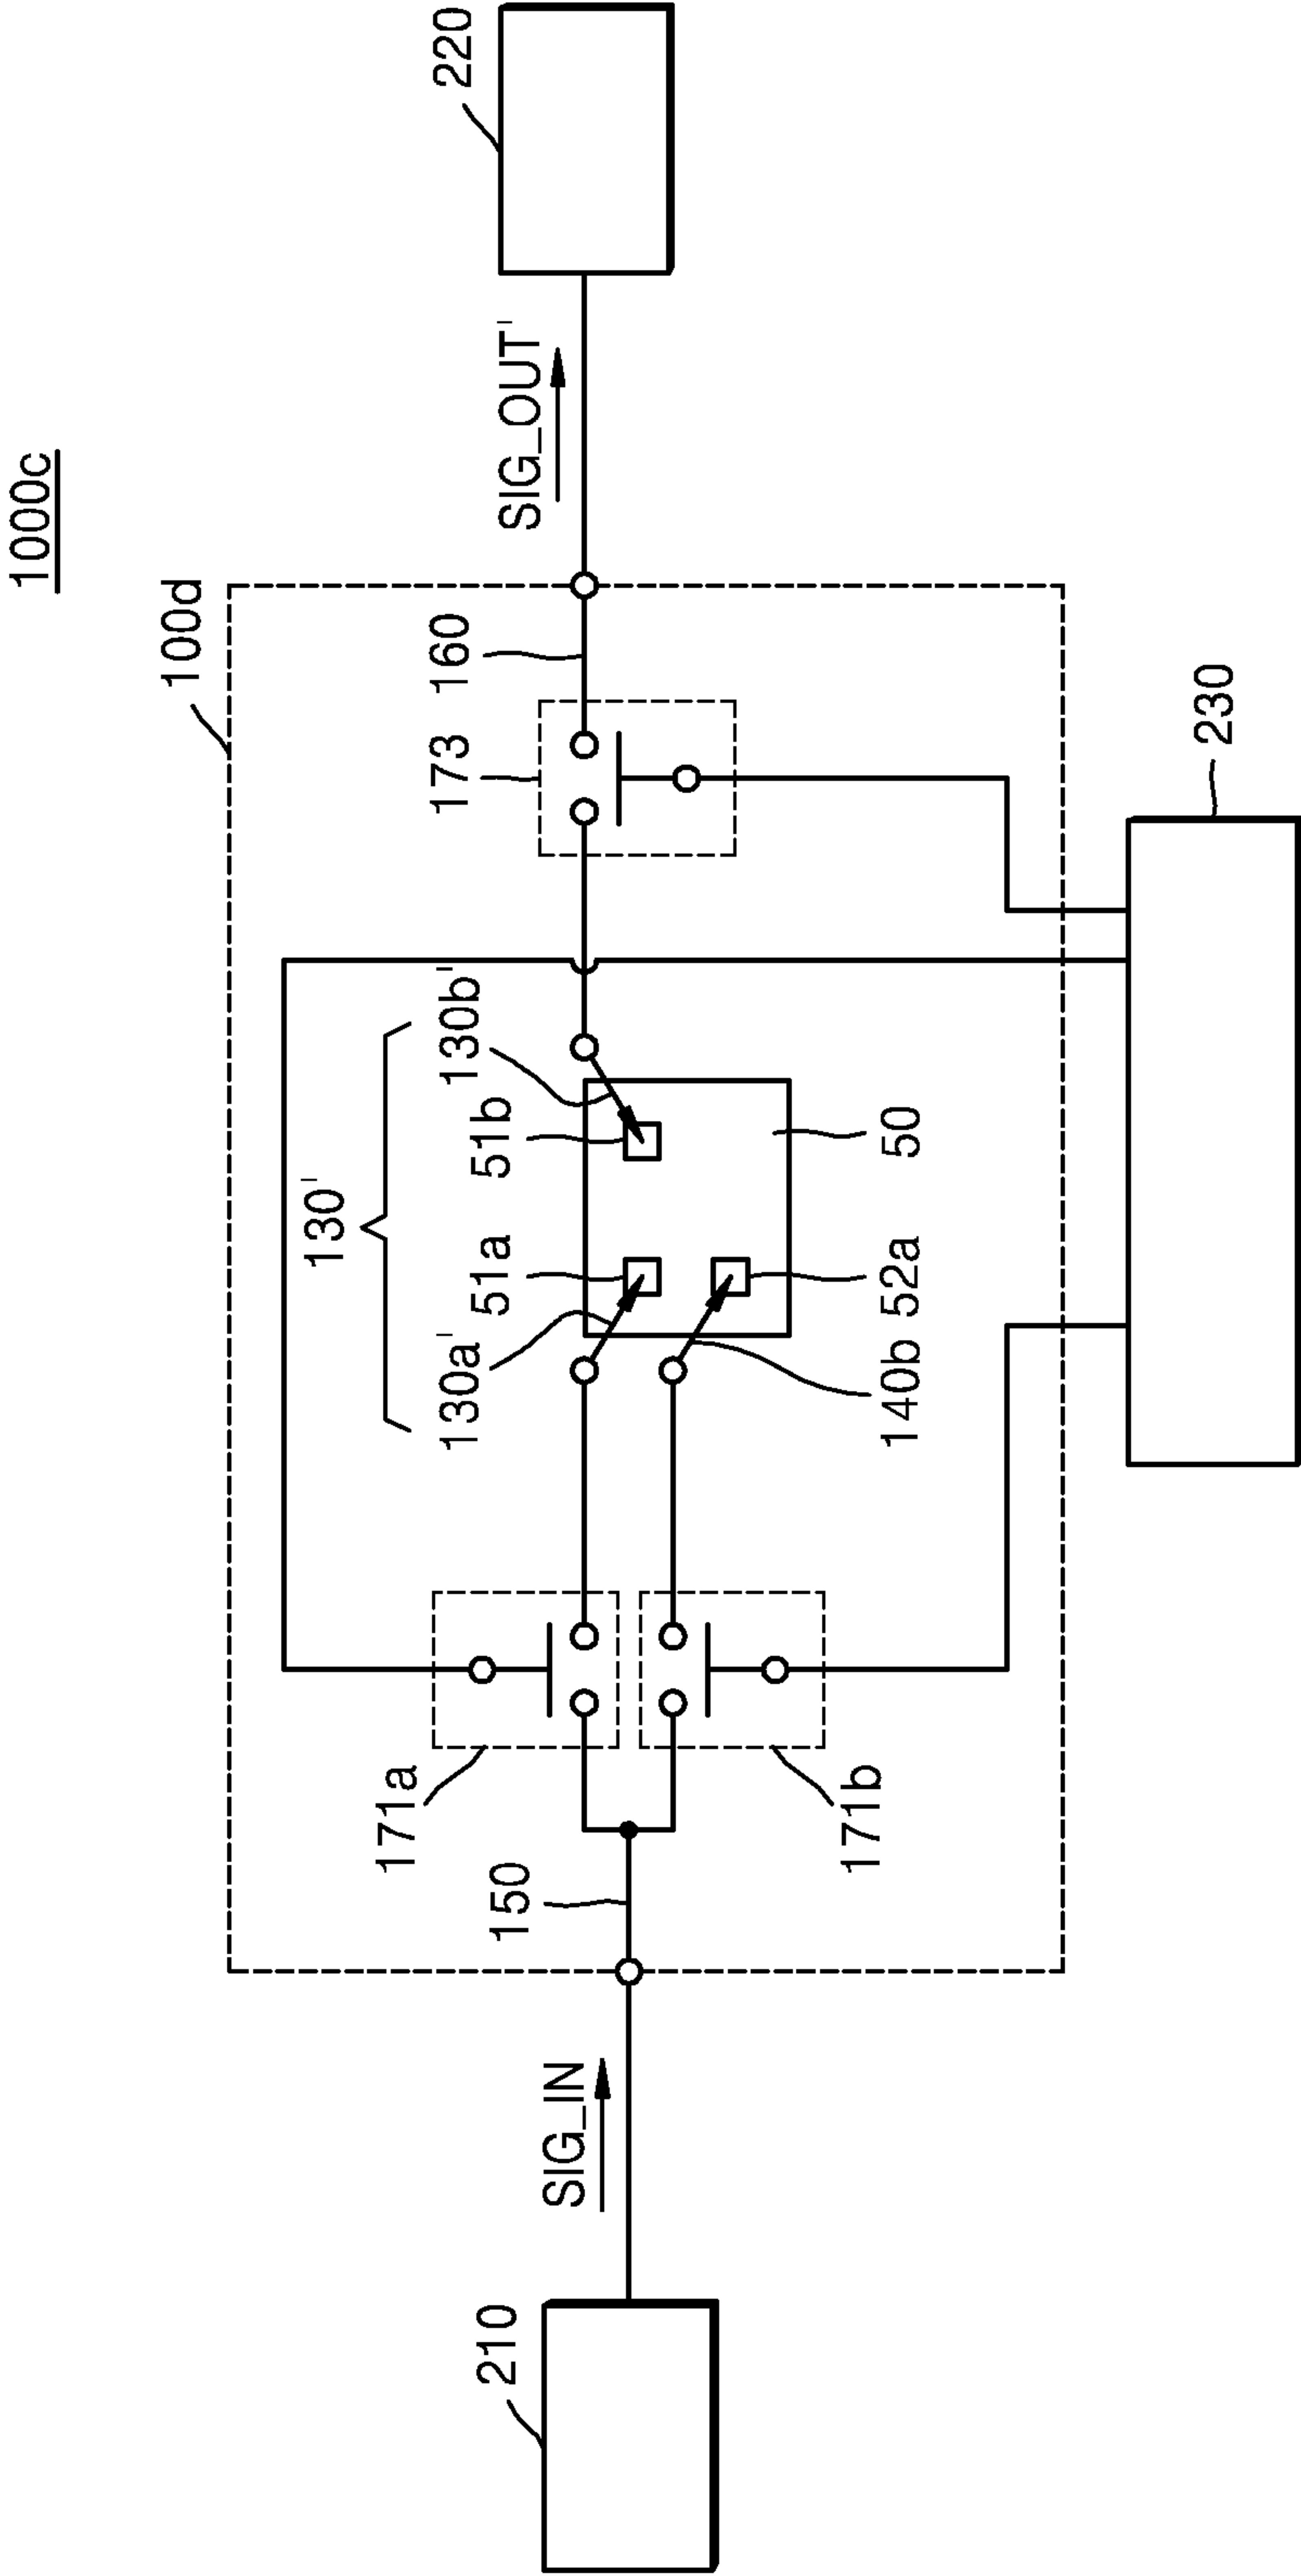 1000c
100d
130'
130a'
51a
51b
130b'
171a
173
160
220
SIG_OUT'
210
SIG_IN
150
171b
140b
52a
50
230